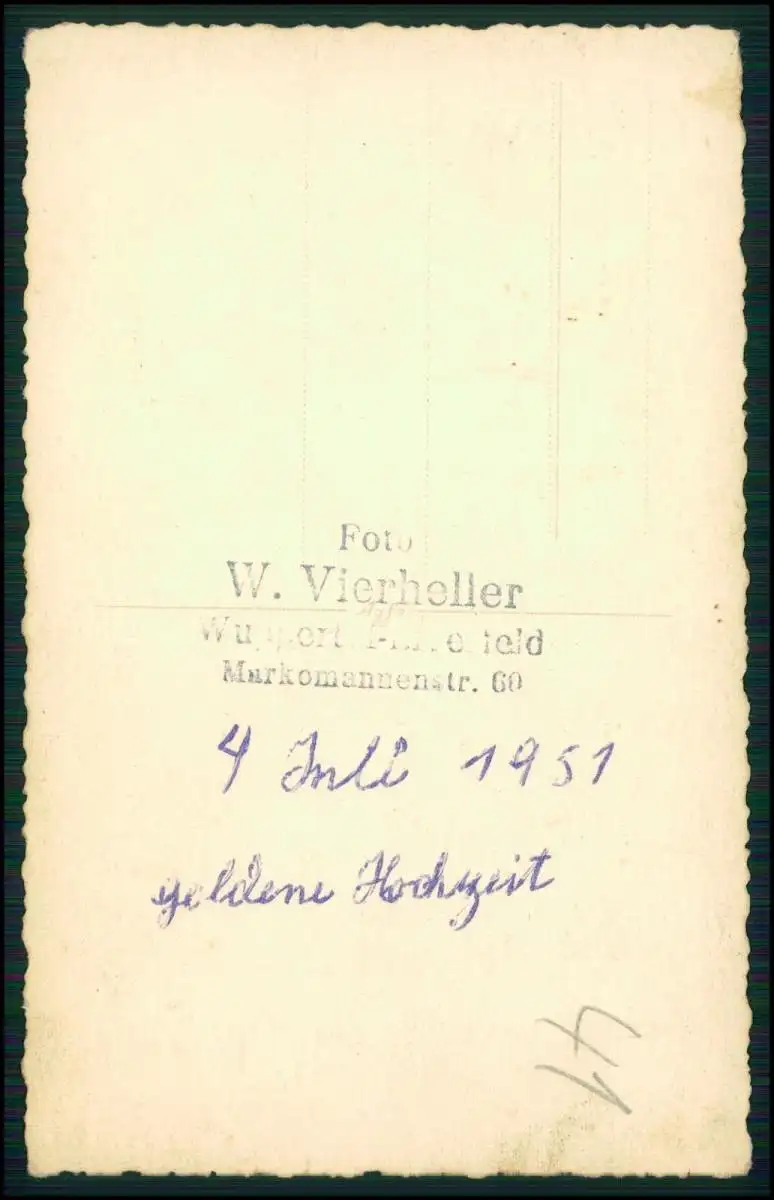 Foto
W. Vierheller
Markomannenstr. 60
4 Juli 1951
goldene Hochzeit